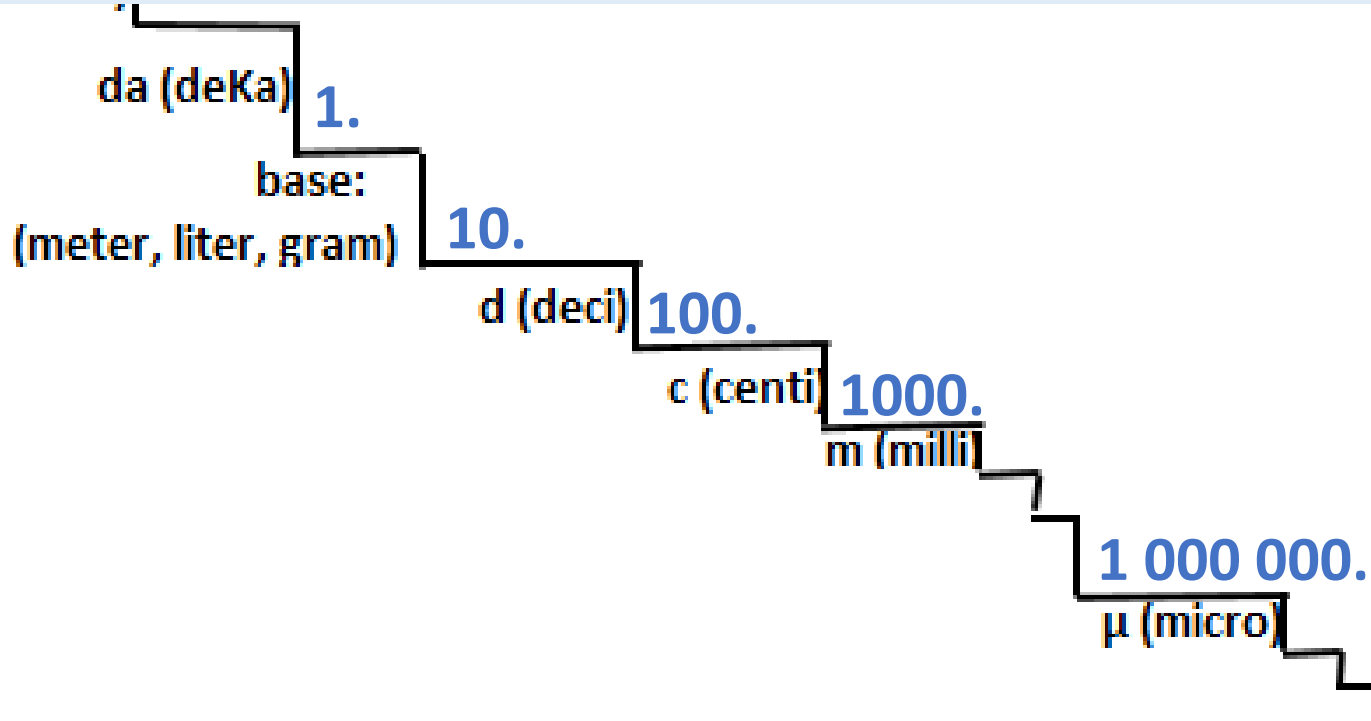 da (deKa)
1.
base:
(meter, liter, gram)
10.
d (deci)
100.
c (centi)
1000.
m (milli)
1 000 000.
μ (micro)